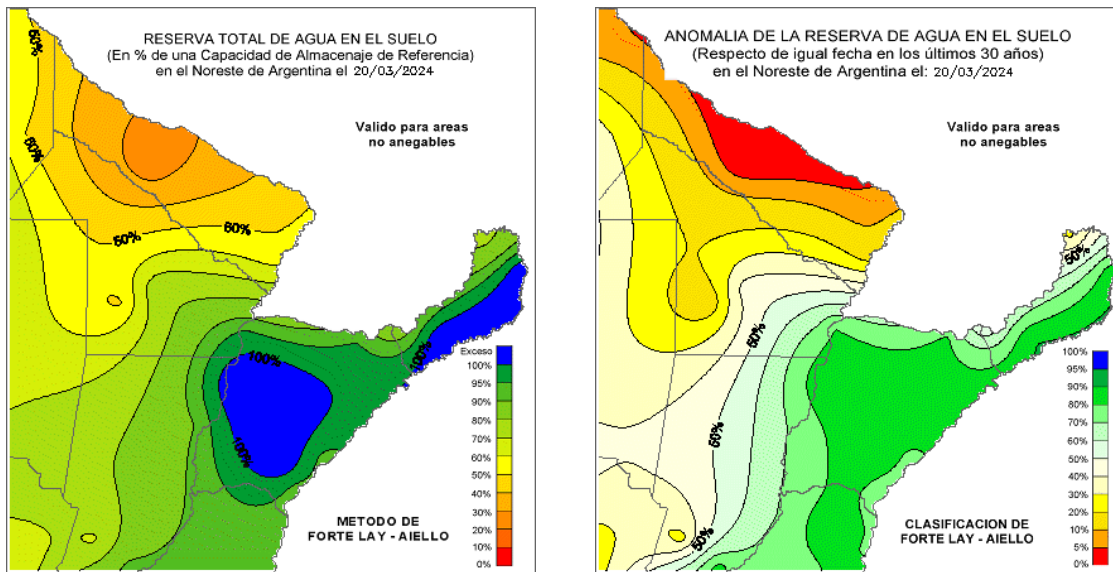 RESERVA TOTAL DE AGUA EN EL SUELO
(En % de una Capacidad de Almacenaje de Referencia)
en el Noreste de Argentina el 20/03/2024
Valido para areas
no anegables
60%
60%
50%
60%
100%
100%
100%
Exceso
100%
95%
90%
80%
70%
60%
50%
40%
30%
20%
10%
0%
METODO DE
FORTE LAY - AIELLO
ANOMALIA DE LA RESERVA DE AGUA EN EL SUELO
(Respecto de igual fecha en los últimos 30 años)
en el Noreste de Argentina el: 20/03/2024
Valido para areas
no anegables
50%
50%
50%
50%
100%
95%
90%
80%
70%
60%
50%
40%
30%
20%
10%
5%
0%
CLASIFICACION DE
FORTE LAY - AIELLO